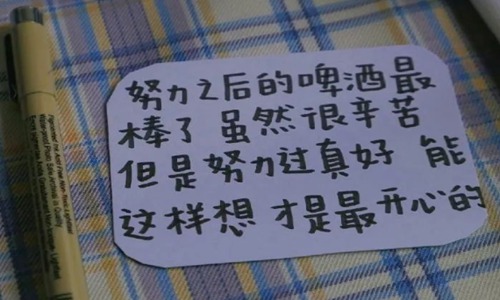 努力之后的啤酒最
棒了 虽然很辛苦
但是努力过真好 能
这样想 才是最开心的